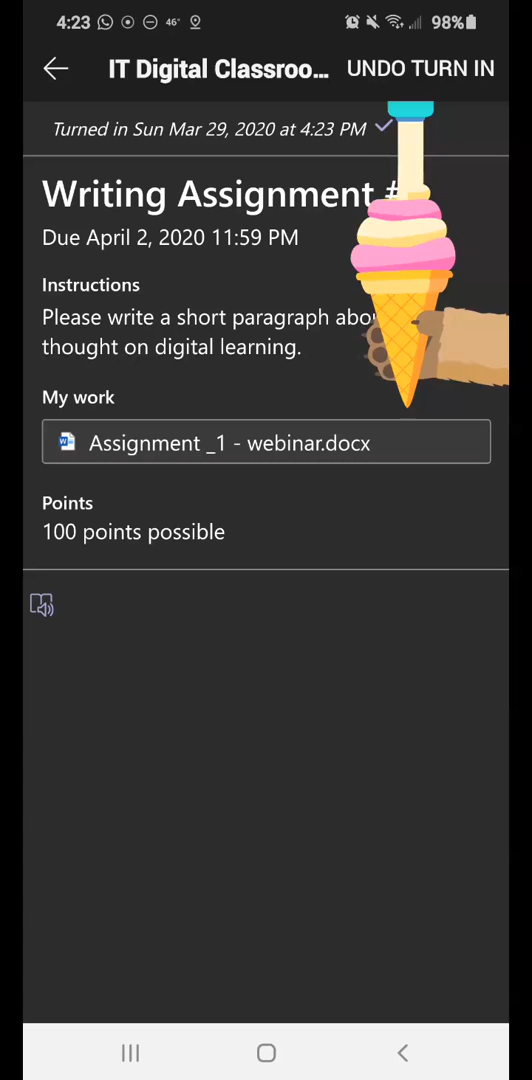 4:23 46° 98%
IT Digital Classroo... UNDO TURN IN
Turned in Sun Mar 29, 2020 at 4:23 PM
Writing Assignment #
Due April 2, 2020 11:59 PM
Instructions
Please write a short paragraph
thought on digital learning.
My work
Assignment _1 - webinar.docx
Points
100 points possible